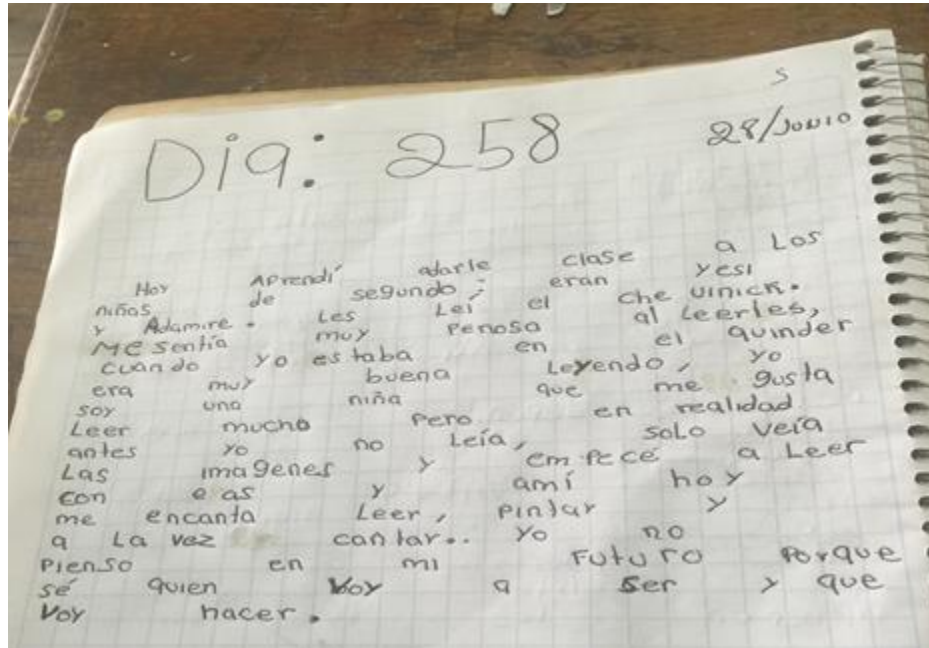 S
Dia: 258
28/Junio
Hoy Aprendí adarle clase a Los
niños de segundo; eran yesi
y Adamire. Les Leí el Che uinick.
Me sentía muy Penosa al Leerles,
cuando yo estaba en el quinder
era muy buena Leyendo, yo
soy una niña que me gusta
Leer mucho Pero en realidad
antes yo no Leía, solo veía
Las imagenes y empecé a Leer
con e as y amí hoy
me encanta Leer, Pintar y
a La vez cantar.. Yo no
Pienso en mi Futuro Porque
sé quien Voy a Ser y que
Voy hacer.